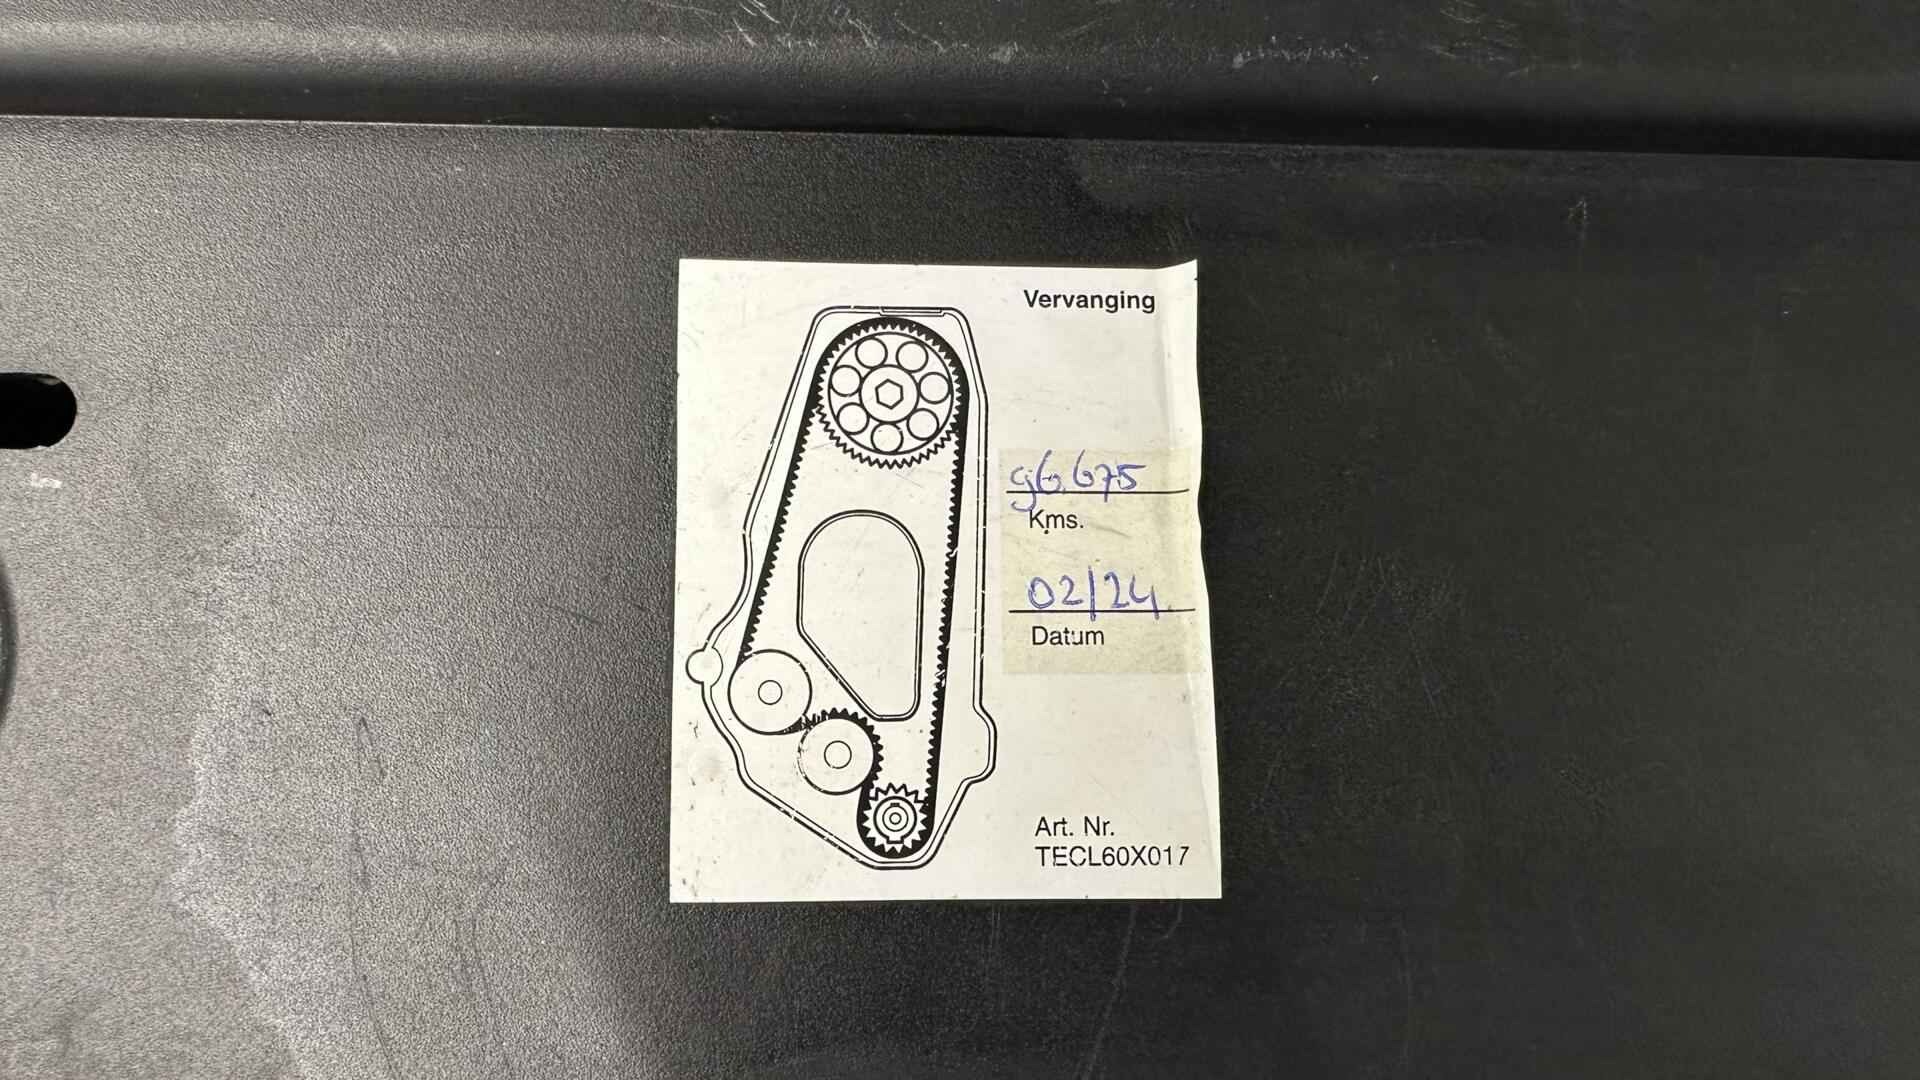 Vervanging
96.675
Kms.
02/24
Datum
Art. Nr.
TECL60X017